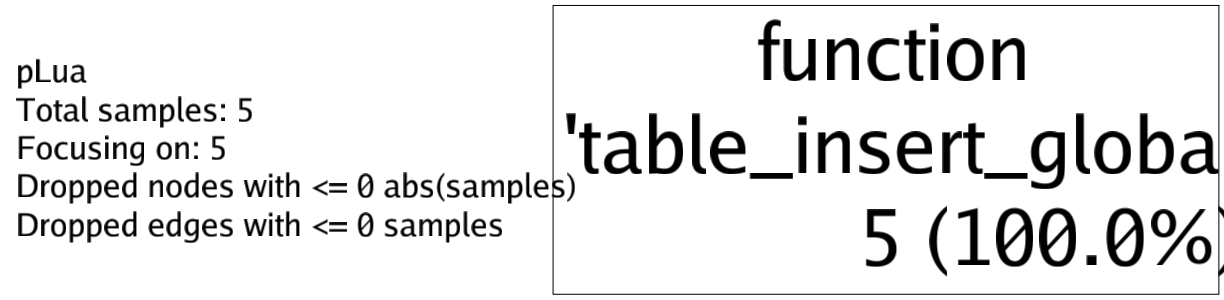 pLua
Total samples: 5
Focusing on: 5
Dropped nodes with <= 0 abs(samples)
Dropped edges with <= 0 samples
function
'table_insert_globa
5 (100.0%)